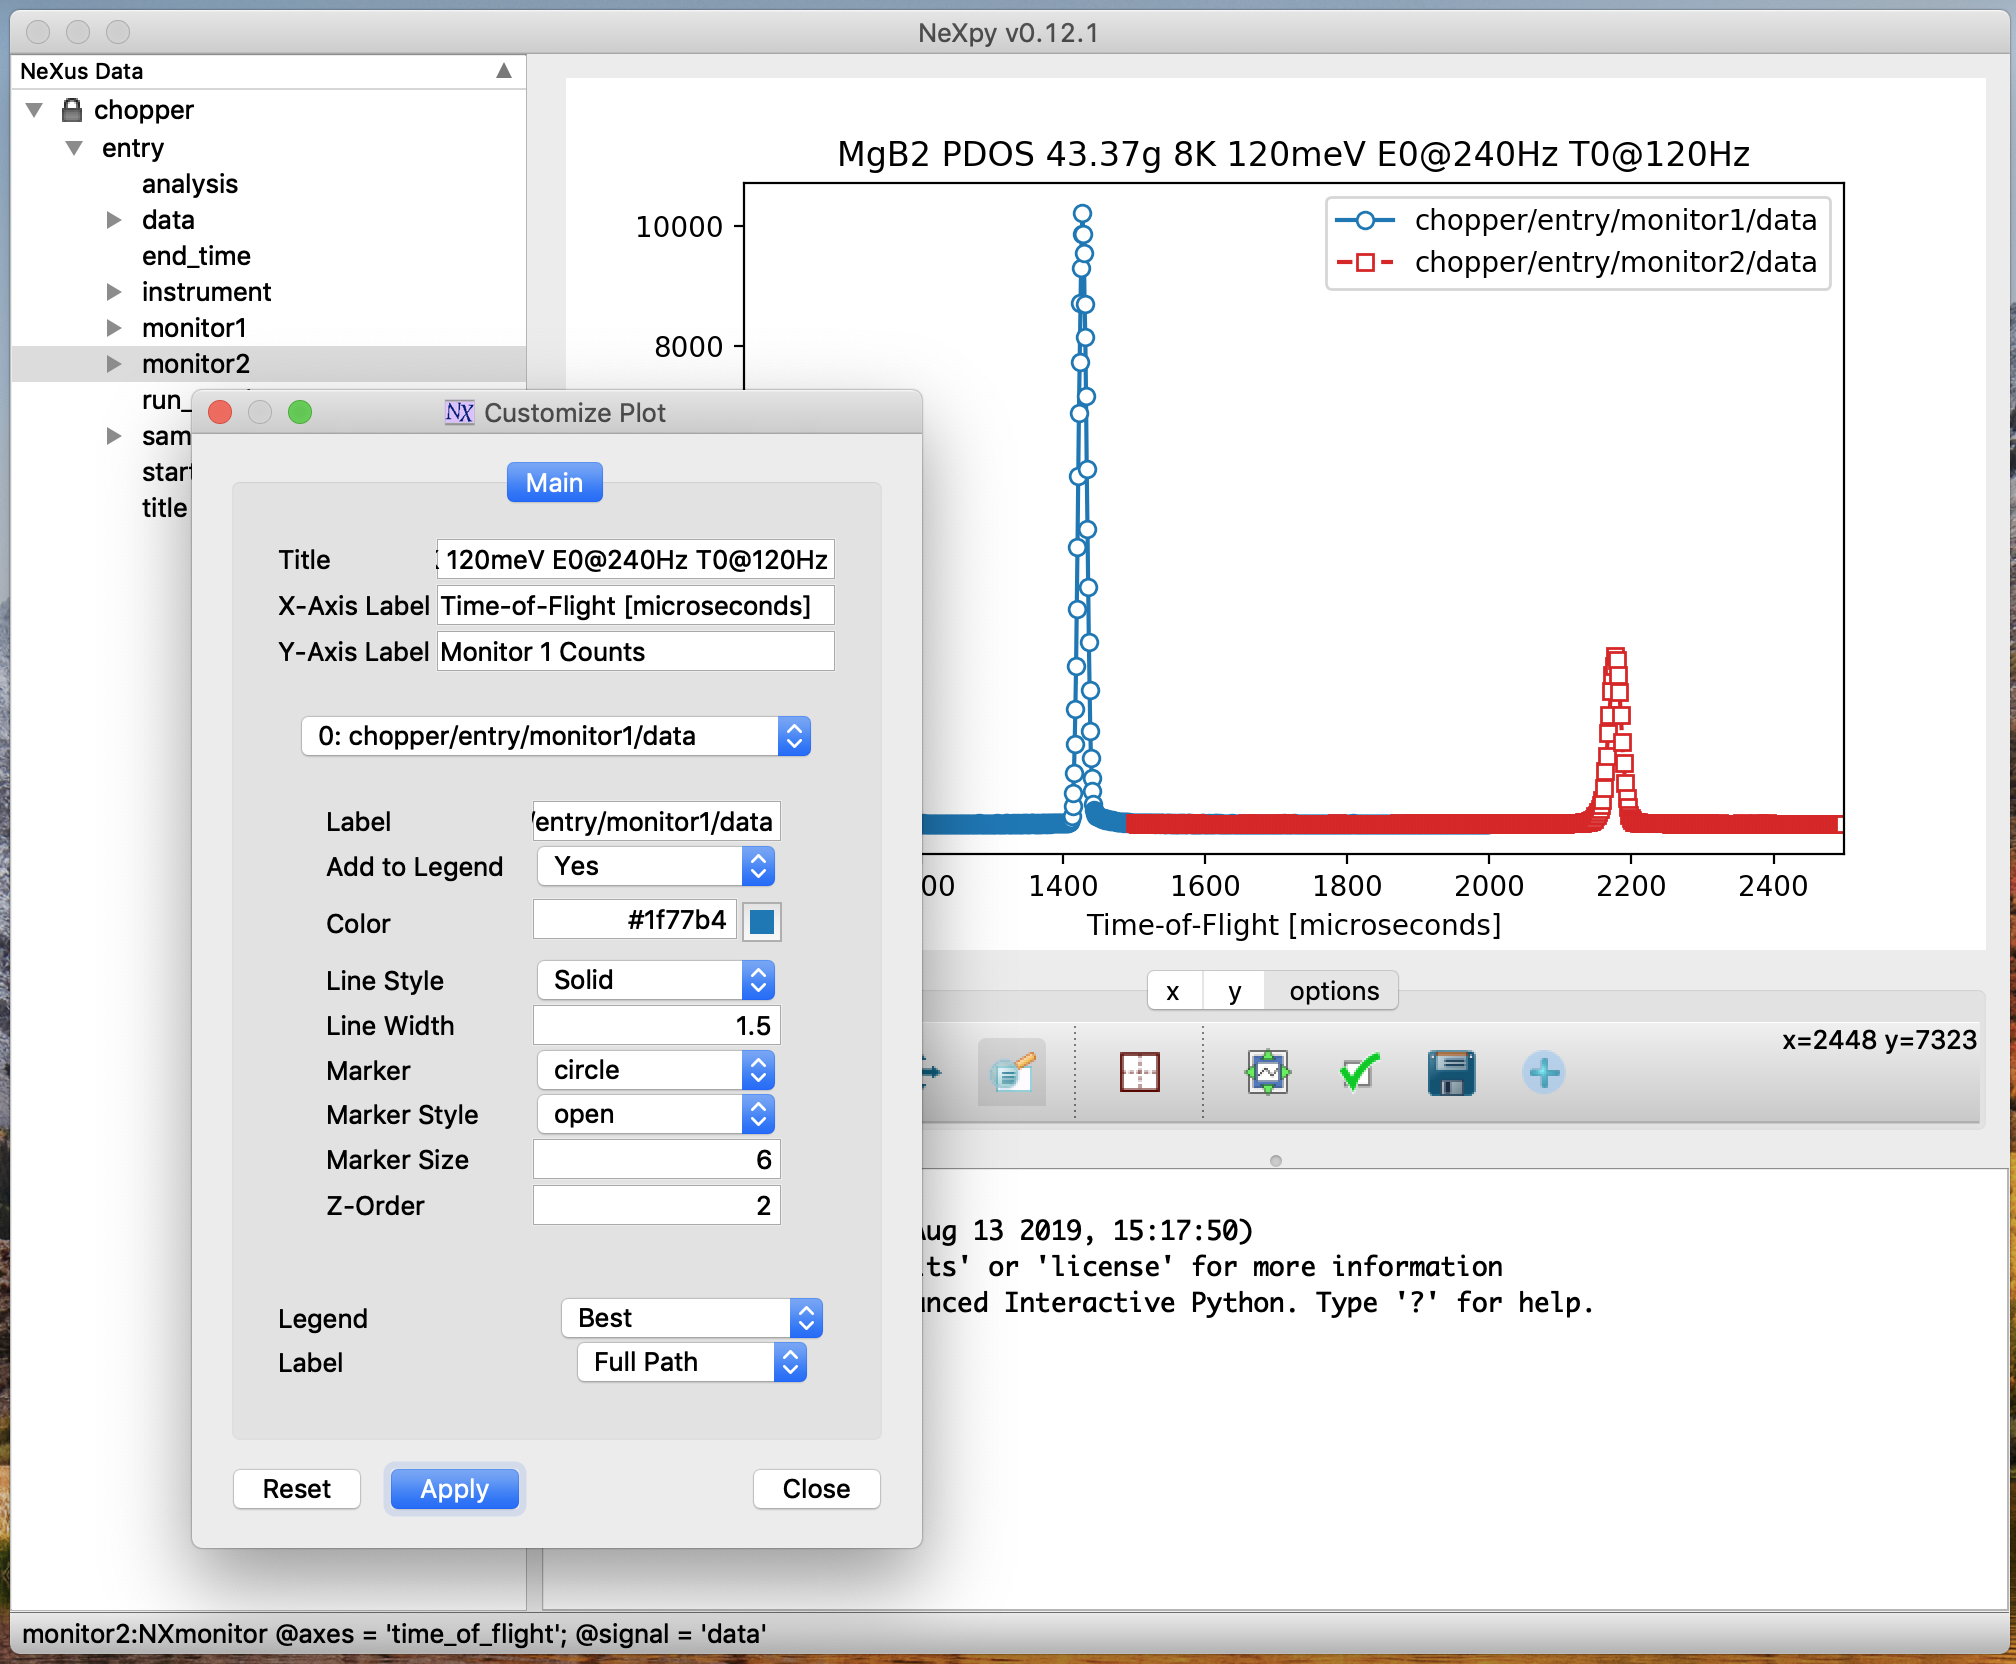 NeXpy v0.12.1
NeXus Data
chopper
entry
analysis
data
end_time
instrument
monitor1
monitor2
run_
sam
start
title
MgB2 PDOS 43.37g 8K 120meV E0@240Hz T0@120Hz
10000
8000
chopper/entry/monitor1/data
chopper/entry/monitor2/data
00 1400 1600 1800 2000 2200 2400
Time-of-Flight [microseconds]
NX Customize Plot
Main
Title 120meV E0@240Hz T0@120Hz
X-Axis Label Time-of-Flight [microseconds]
Y-Axis Label Monitor 1 Counts
0: chopper/entry/monitor1/data
Label /entry/monitor1/data
Add to Legend Yes
Color #1f77b4
Line Style Solid
Line Width 1.5
Marker circle
Marker Style open
Marker Size 6
Z-Order 2
Legend Best
Label Full Path
Reset Apply Close
x y options
x=2448 y=7323
Aug 13 2019, 15:17:50)
ts' or 'license' for more information
nced Interactive Python. Type '?' for help.
monitor2:NXmonitor @axes = 'time_of_flight'; @signal = 'data'